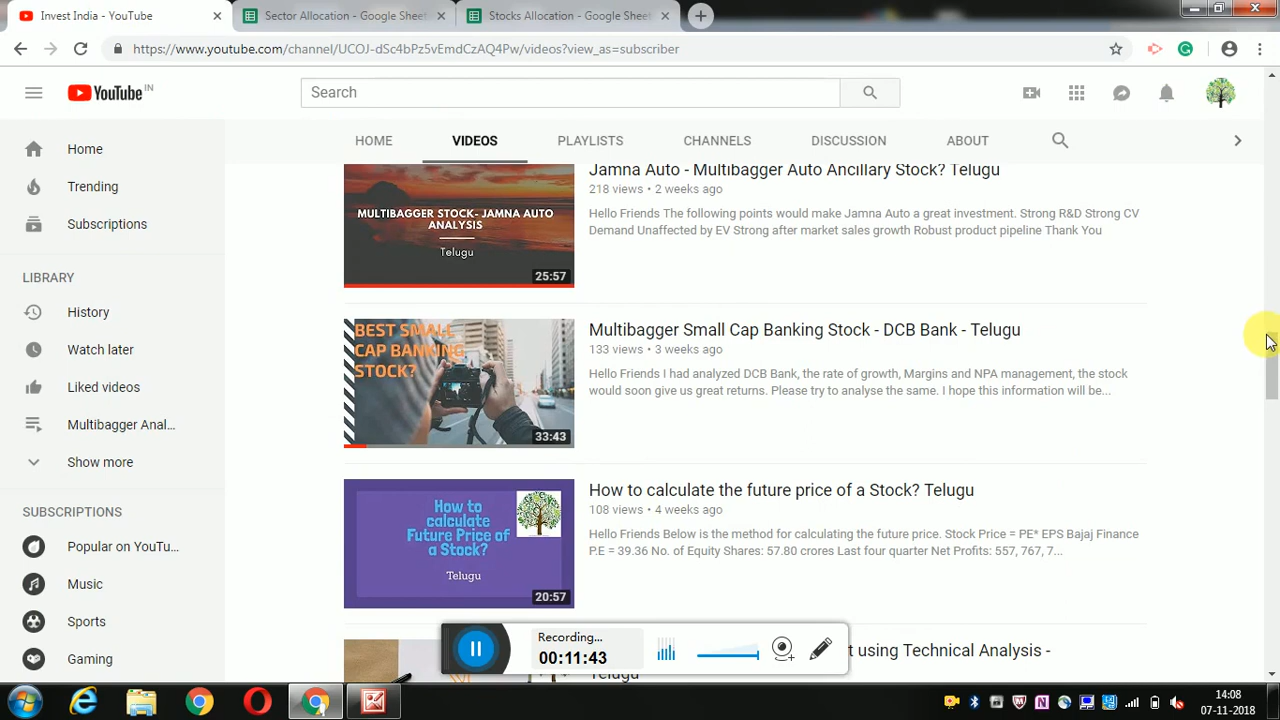 Invest India - YouTube
Sector Allocation - Google Sheet
Stocks Allocation - Google Sheet
https://www.youtube.com/channel/UCOJ-dSc4bPz5vEmdCzAQ4Pw/videos?view_as=subscriber
YouTube IN
Search
HOME
VIDEOS
PLAYLISTS
CHANNELS
DISCUSSION
ABOUT
Home
Trending
Subscriptions
LIBRARY
History
Watch later
Liked videos
Multibagger Anal...
Show more
SUBSCRIPTIONS
Popular on YouTu...
Music
Sports
Gaming
MULTIBAGGER STOCK- JAMNA AUTO
ANALYSIS
Telugu
25:57
Jamna Auto - Multibagger Auto Ancillary Stock? Telugu
218 views • 2 weeks ago
Hello Friends The following points would make Jamna Auto a great investment. Strong R&D Strong CV
Demand Unaffected by EV Strong after market sales growth Robust product pipeline Thank You
BEST SMALL
CAP BANKING
STOCK?
33:43
Multibagger Small Cap Banking Stock - DCB Bank - Telugu
133 views • 3 weeks ago
Hello Friends I had analyzed DCB Bank, the rate of growth, Margins and NPA management, the stock
would soon give us great returns. Please try to analyse the same. I hope this information will be...
How to
calculate
Future Price of
a Stock?
Telugu
20:57
How to calculate the future price of a Stock? Telugu
108 views • 4 weeks ago
Hello Friends Below is the method for calculating the future price. Stock Price = PE* EPS Bajaj Finance
P.E = 39.36 No. of Equity Shares: 57.80 crores Last four quarter Net Profits: 557, 767, 7...
t using Technical Analysis -
Telugu
Recording...
00:11:43
14:08
07-11-2018